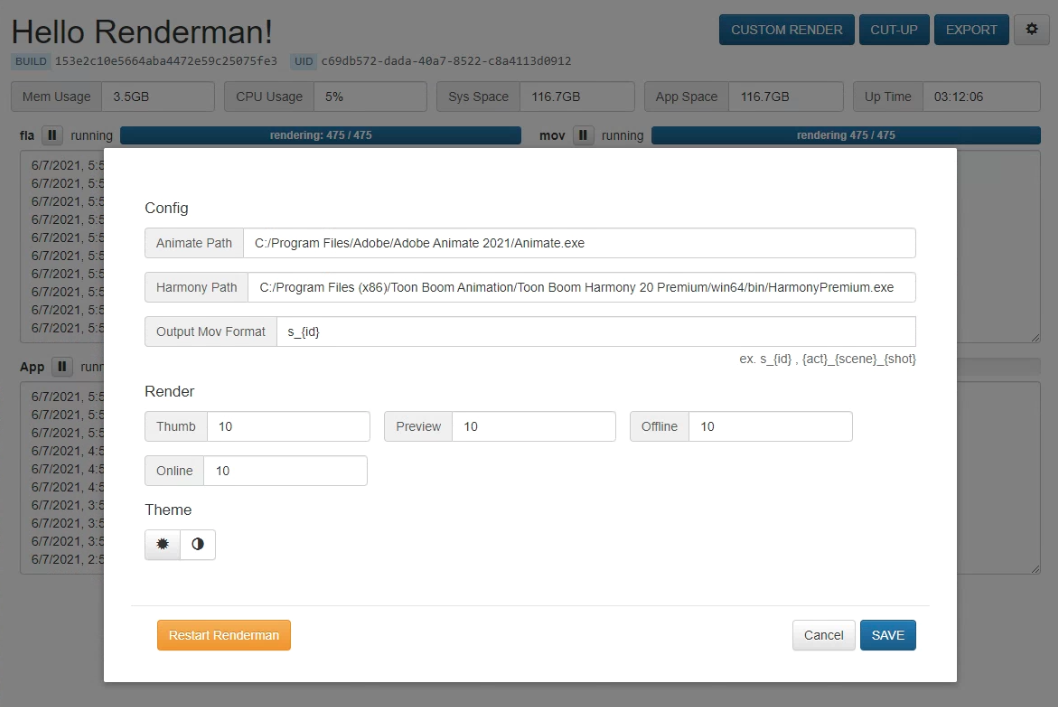 Hello Renderman!
CUSTOM RENDER CUT-UP EXPORT
BUILD 153e2c10e5664aba4472e59c25075fe3 UID c69db572-dada-40a7-8522-c8a4113d0912
Mem Usage 3.5GB CPU Usage 5% Sys Space 116.7GB App Space 116.7GB Up Time 03:12:06
fla running rendering: 475 / 475 mov running rendering 475 / 475
6/7/2021, 5:5
6/7/2021, 5:5
6/7/2021, 5:5
6/7/2021, 5:5
6/7/2021, 5:5
6/7/2021, 5:5
6/7/2021, 5:5
6/7/2021, 5:5
6/7/2021, 5:5
6/7/2021, 5:5
App runn
6/7/2021, 5:5
6/7/2021, 5:5
6/7/2021, 5:5
6/7/2021, 4:5
6/7/2021, 4:5
6/7/2021, 4:5
6/7/2021, 3:5
6/7/2021, 3:5
6/7/2021, 3:5
6/7/2021, 2:5
Config
Animate Path C:/Program Files/Adobe/Adobe Animate 2021/Animate.exe
Harmony Path C:/Program Files (x86)/Toon Boom Animation/Toon Boom Harmony 20 Premium/win64/bin/HarmonyPremium.exe
Output Mov Format s_{id}
ex. s_{id} , {act}_{scene}_{shot}
Render
Thumb 10 Preview 10 Offline 10
Online 10
Theme
Restart Renderman Cancel SAVE